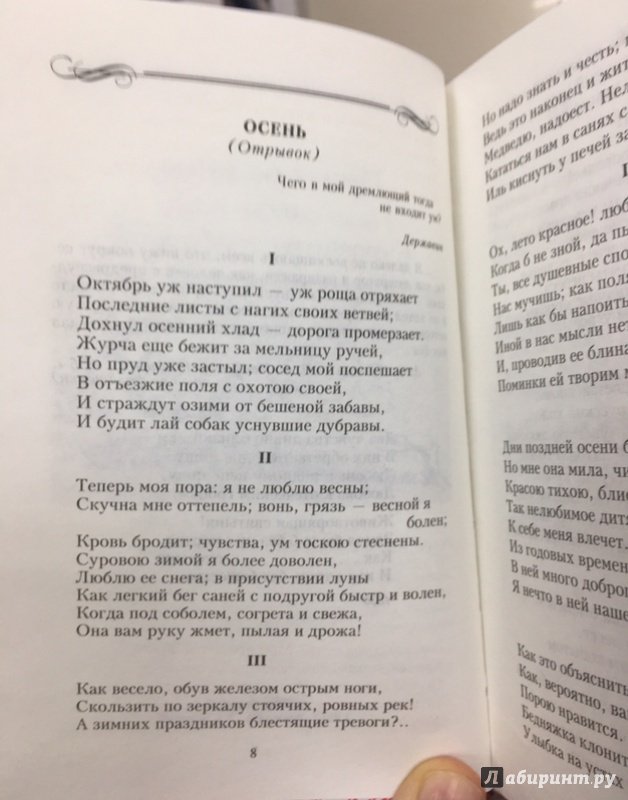 ОСЕНЬ
(Отрывок)
Чего в мой дремлющий тогда
не входит ум?
Державин
I
Октябрь уж наступил — уж роща отряхает
Последние листы с нагих своих ветвей;
Дохнул осенний хлад — дорога промерзает.
Журча еще бежит за мельницу ручей,
Но пруд уже застыл; сосед мой поспешает
В отъезжие поля с охотою своей,
И страждут озими от бешеной забавы,
И будит лай собак уснувшие дубравы.
II
Теперь моя пора: я не люблю весны;
Скучна мне оттепель; вонь, грязь — весной я
болен;
Кровь бродит; чувства, ум тоскою стеснены.
Суровою зимой я более доволен,
Люблю ее снега; в присутствии луны
Как легкий бег саней с подругой быстр и волен,
Когда под соболем, согрета и свежа,
Она вам руку жмет, пылая и дрожа!
III
Как весело, обув железом острым ноги,
Скользить по зеркалу стоячих, ровных рек!
А зимних праздников блестящие тревоги?..
8
Но надо знать и честь;
Ведь это наконец и жит
Медведю, надоест. Нел
Кататься нам в санях с
Иль киснуть у печей за
Ох, лето красное! люб
Когда б не зной, да пы
Ты, все душевные спо
Нас мучишь; как поля
Лишь как бы напоить
Иной в нас мысли нет
И, проводив ее блина
Поминки ей творим м
Дни поздней осени б
Но мне она мила, чи
Красою тихою, блис
Так нелюбимое дит
К себе меня влечет.
Из годовых времен
В ней много доброг
Я нечто в ней наше
Как это объяснить
Как, вероятно, ва
Порою нравится.
Бедняжка клонит
Улыбка на устах
Лабиринт.ру